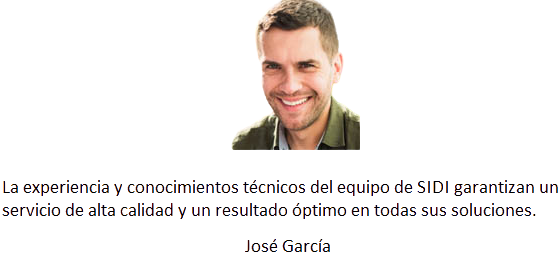 La experiencia y conocimientos técnicos del equipo de SIDI garantizan un
servicio de alta calidad y un resultado óptimo en todas sus soluciones.
José García